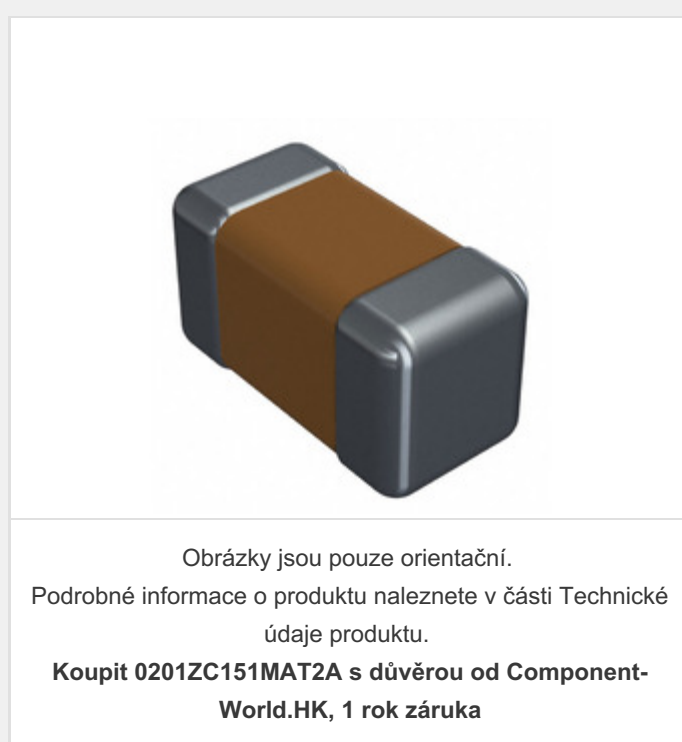 Obrázky jsou pouze orientační.
Podrobné informace o produktu naleznete v části Technické
údaje produktu.
Koupit 0201ZC151MAT2A s důvěrou od Component-
World.HK, 1 rok záruka